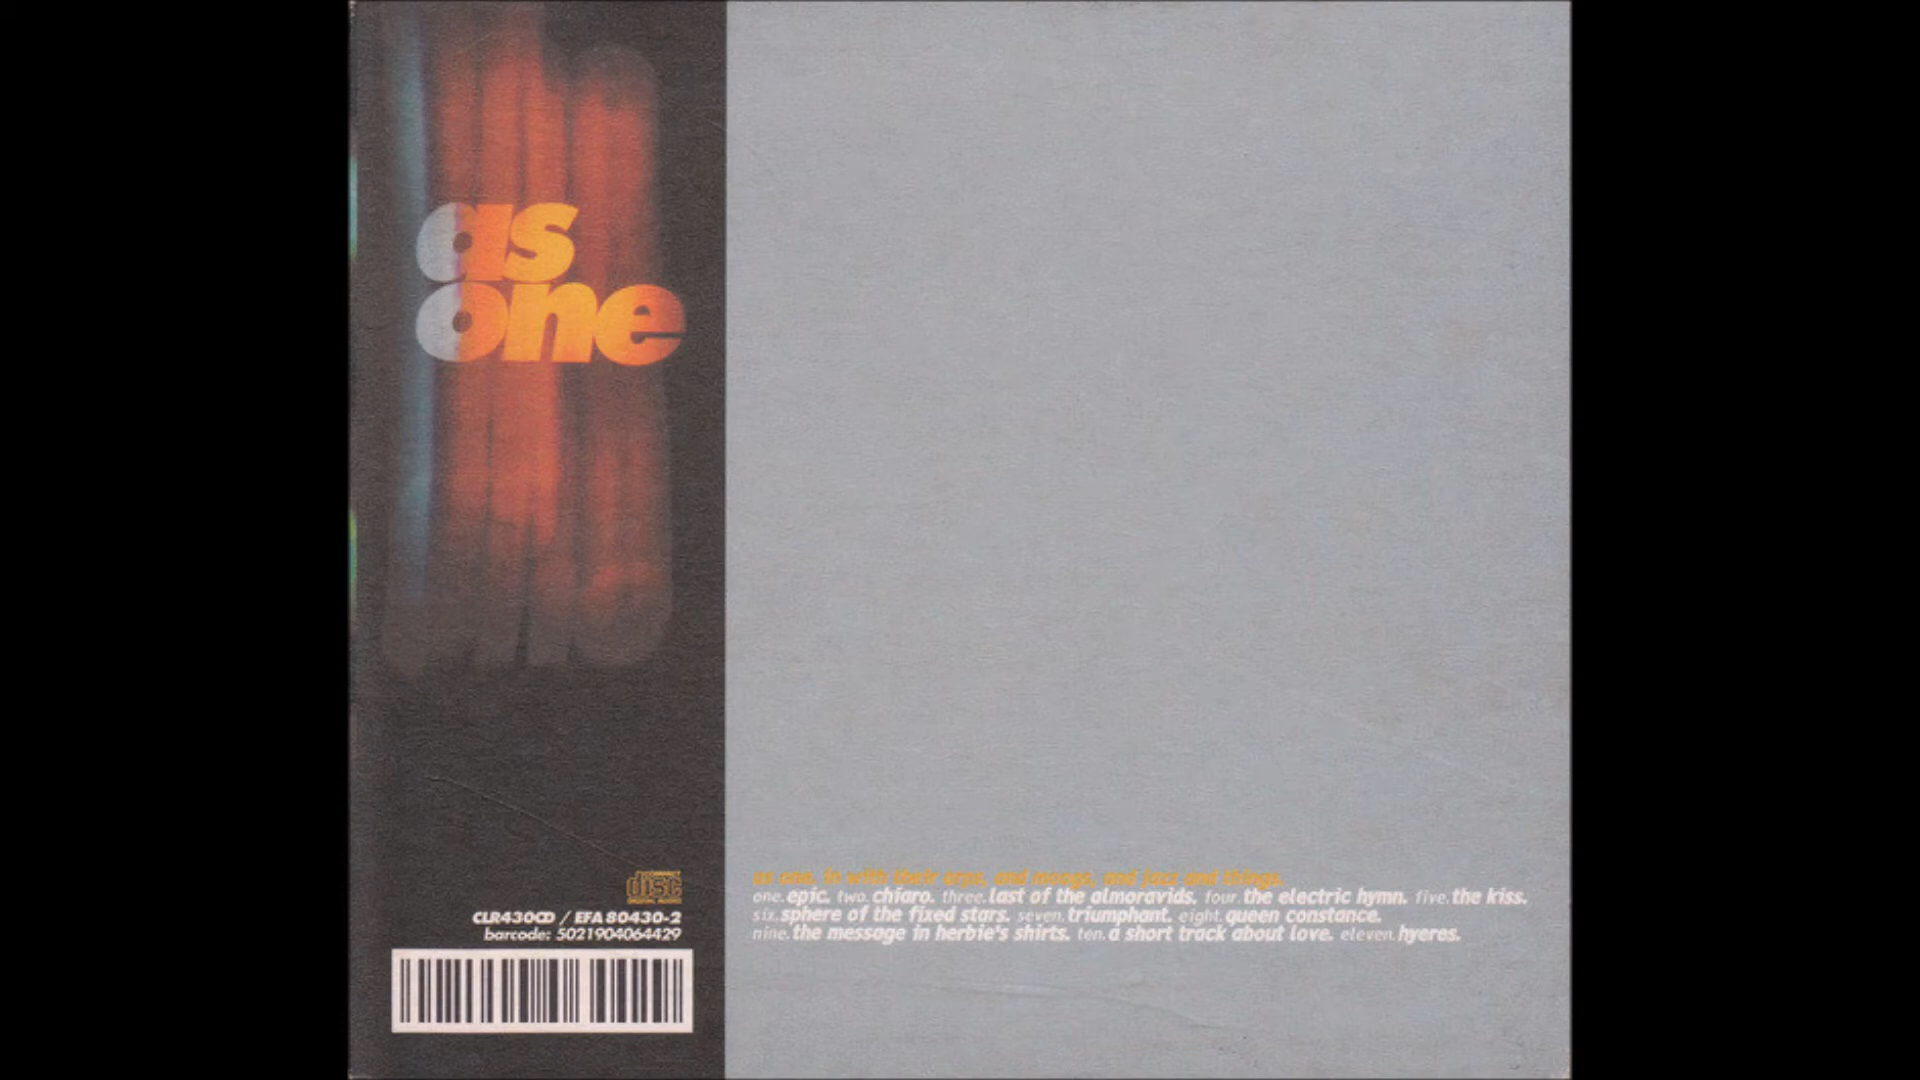 as
one
disc
CLR430CD / EFA 80430-2
barcode: 5021904064429
as one. in with their arps, and moogs, and jazz and things.
one. epic. two. chiaro. three. last of the almoravids. four. the electric hymn. five. the kiss.
six. sphere of the fixed stars. seven. triumphant. eight. queen constance.
nine. the message in herbie's shirts. ten. a short track about love. eleven. hyeres.